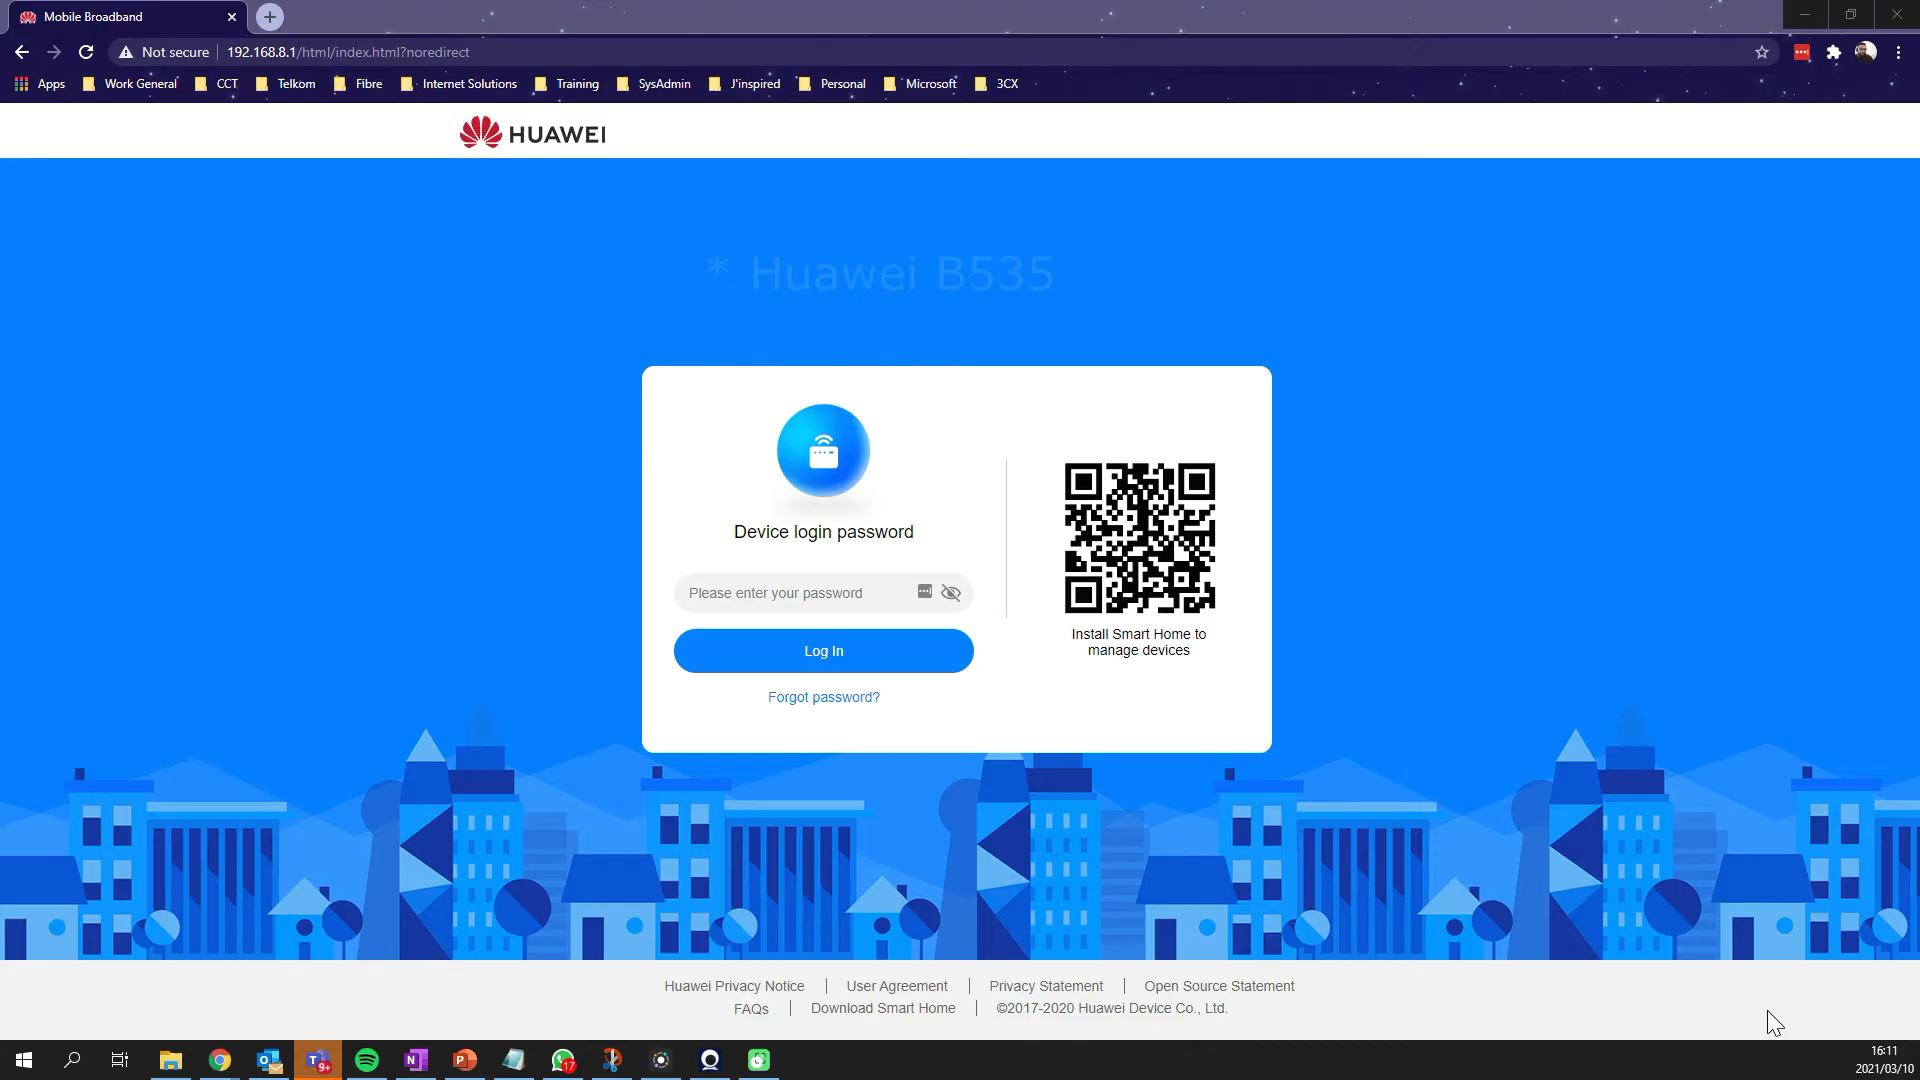 Mobile Broadband
Not secure
192.168.8.1/html/index.html?noredirect
Apps
Work General
CCT
Telkom
Fibre
Internet Solutions
Training
SysAdmin
J'inspired
Personal
Microsoft
3CX
HUAWEI
* Huawei B535
Device login password
Please enter your password
Log In
Forgot password?
Install Smart Home to
manage devices
Huawei Privacy Notice
User Agreement
Privacy Statement
Open Source Statement
FAQs
Download Smart Home
©2017-2020 Huawei Device Co., Ltd.
9+
17
16:11
2021/03/10